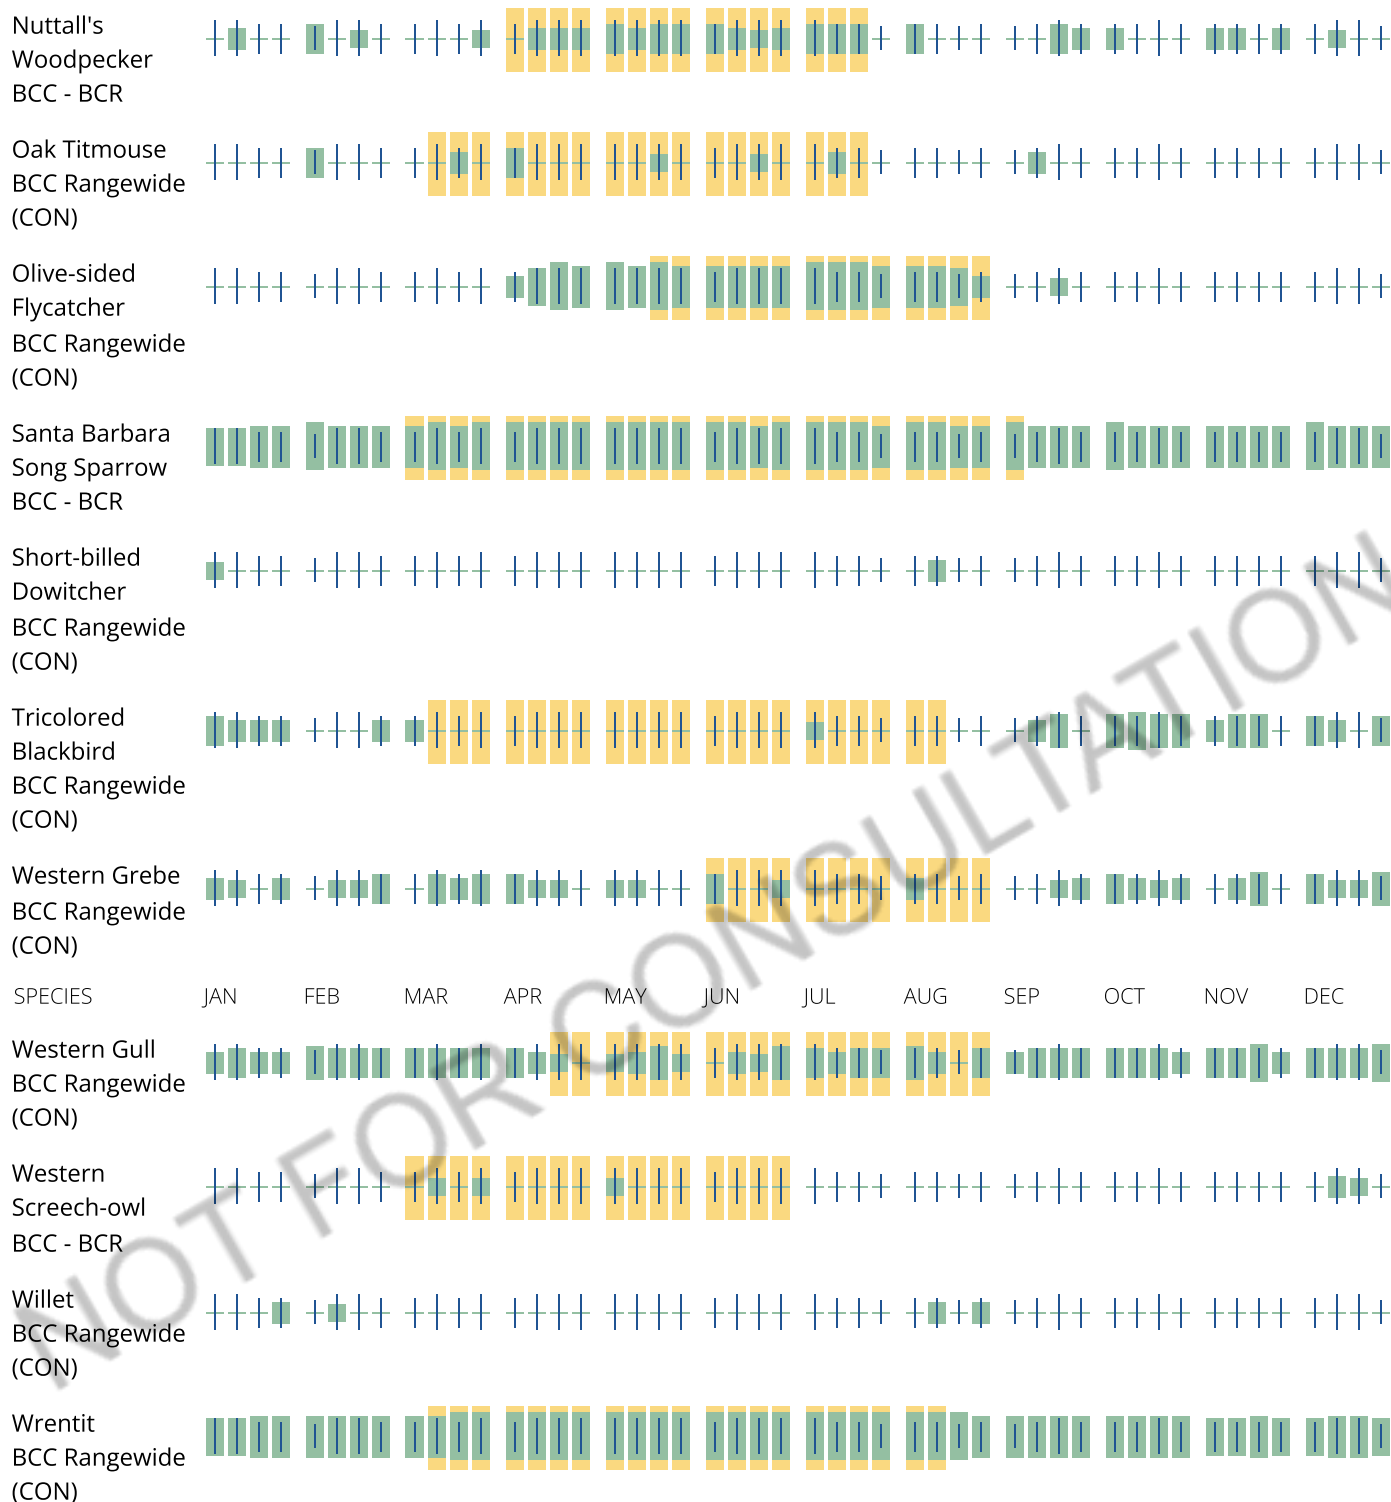 Nuttall's
Woodpecker
BCC - BCR
Oak Titmouse
BCC Rangewide
(CON)
Olive-sided
Flycatcher
BCC Rangewide
(CON)
Santa Barbara
Song Sparrow
BCC - BCR
Short-billed
Dowitcher
BCC Rangewide
(CON)
Tricolored
Blackbird
BCC Rangewide
(CON)
Western Grebe
BCC Rangewide
(CON)
SPECIES JAN FEB MAR APR MAY JUN JUL AUG SEP OCT NOV DEC
Western Gull
BCC Rangewide
(CON)
Western
Screech-owl
BCC - BCR
Willet
BCC Rangewide
(CON)
Wrentit
BCC Rangewide
(CON)
NOT FOR CONSULTATION